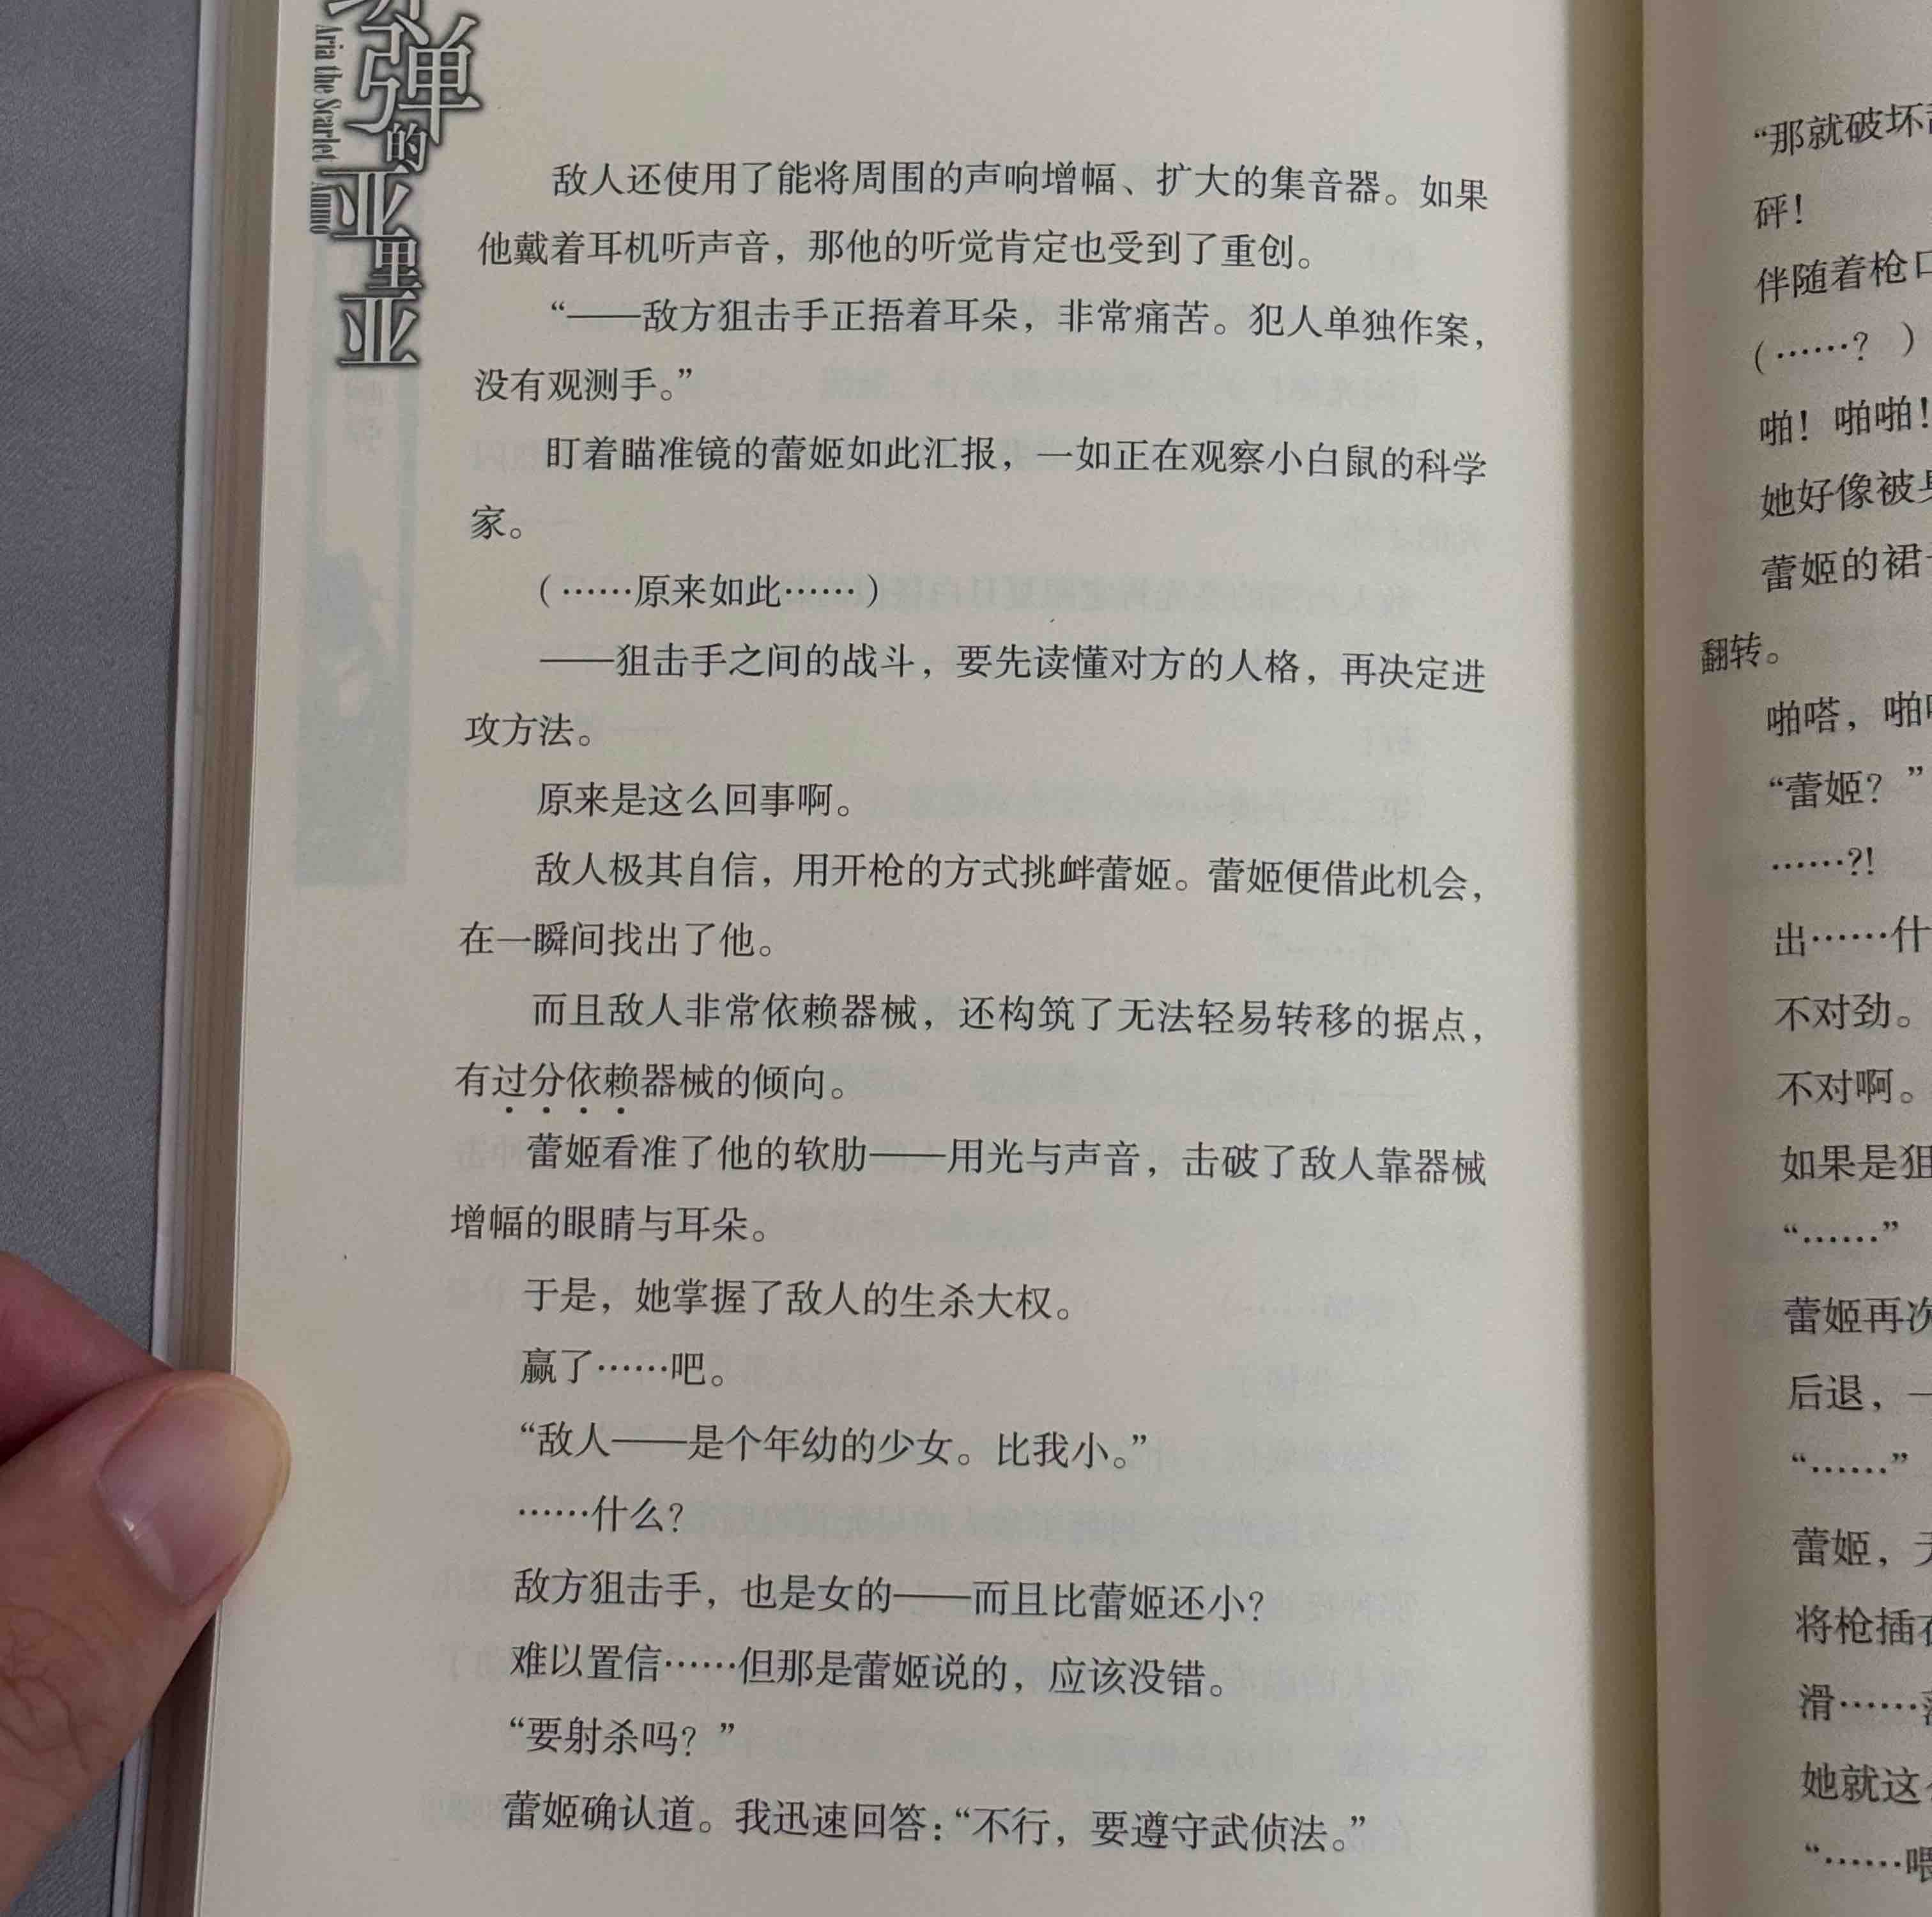 弹的亚里亚
Aria the Scarlet Ammo
敌人还使用了能将周围的声响增幅、扩大的集音器。如果
他戴着耳机听声音，那他的听觉肯定也受到了重创。
“——敌方狙击手正捂着耳朵，非常痛苦。犯人单独作案，
没有观测手。”
盯着瞄准镜的蕾姬如此汇报，一如正在观察小白鼠的科学
家。
（……原来如此……）
——狙击手之间的战斗，要先读懂对方的人格，再决定进
攻方法。
原来是这么回事啊。
敌人极其自信，用开枪的方式挑衅蕾姬。蕾姬便借此机会，
在一瞬间找出了他。
而且敌人非常依赖器械，还构筑了无法轻易转移的据点，
有过分依赖器械的倾向。
蕾姬看准了他的软肋——用光与声音，击破了敌人靠器械
增幅的眼睛与耳朵。
于是，她掌握了敌人的生杀大权。
赢了……吧。
“敌人——是个年幼的少女。比我小。”
……什么？
敌方狙击手，也是女的——而且比蕾姬还小？
难以置信……但那是蕾姬说的，应该没错。
“要射杀吗？”
蕾姬确认道。我迅速回答：“不行，要遵守武侦法。”
“那就破坏
砰！
伴随着枪口
（……？）
啪！啪啪！
她好像被
蕾姬的裙
翻转。
啪嗒，啪
“蕾姬？”
……?!
出……什
不对劲。
不对啊。
如果是狙
“……”
蕾姬再次
后退，
“……”
蕾姬，
将枪插
滑……
她就这
“……喂